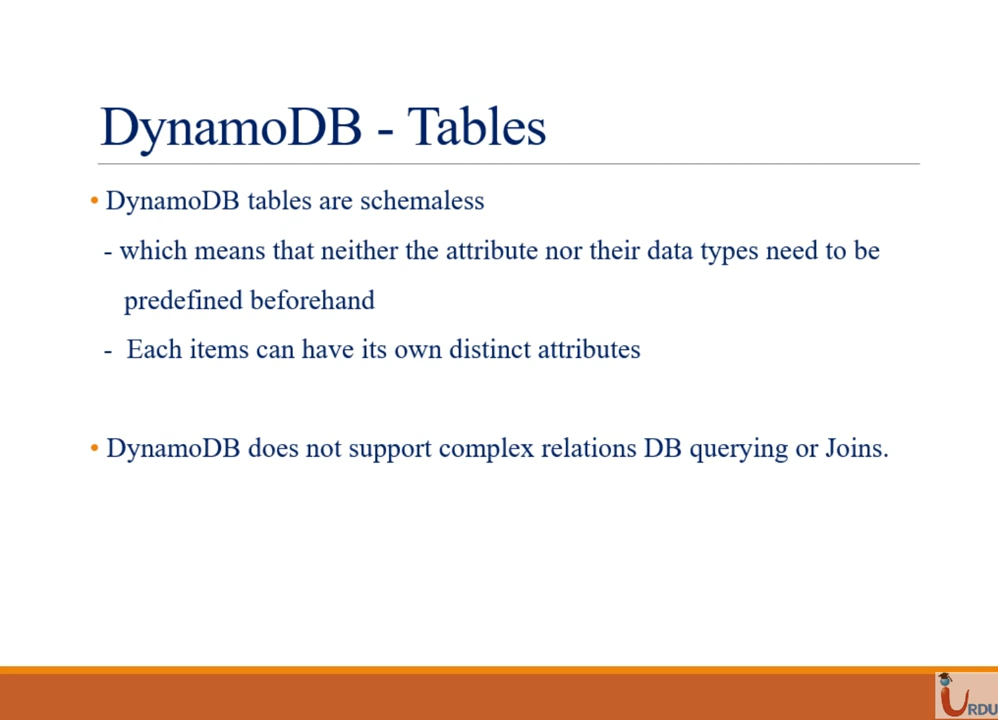 DynamoDB - Tables
• DynamoDB tables are schemaless
- which means that neither the attribute nor their data types need to be
predefined beforehand
- Each items can have its own distinct attributes
• DynamoDB does not support complex relations DB querying or Joins.
iURDU